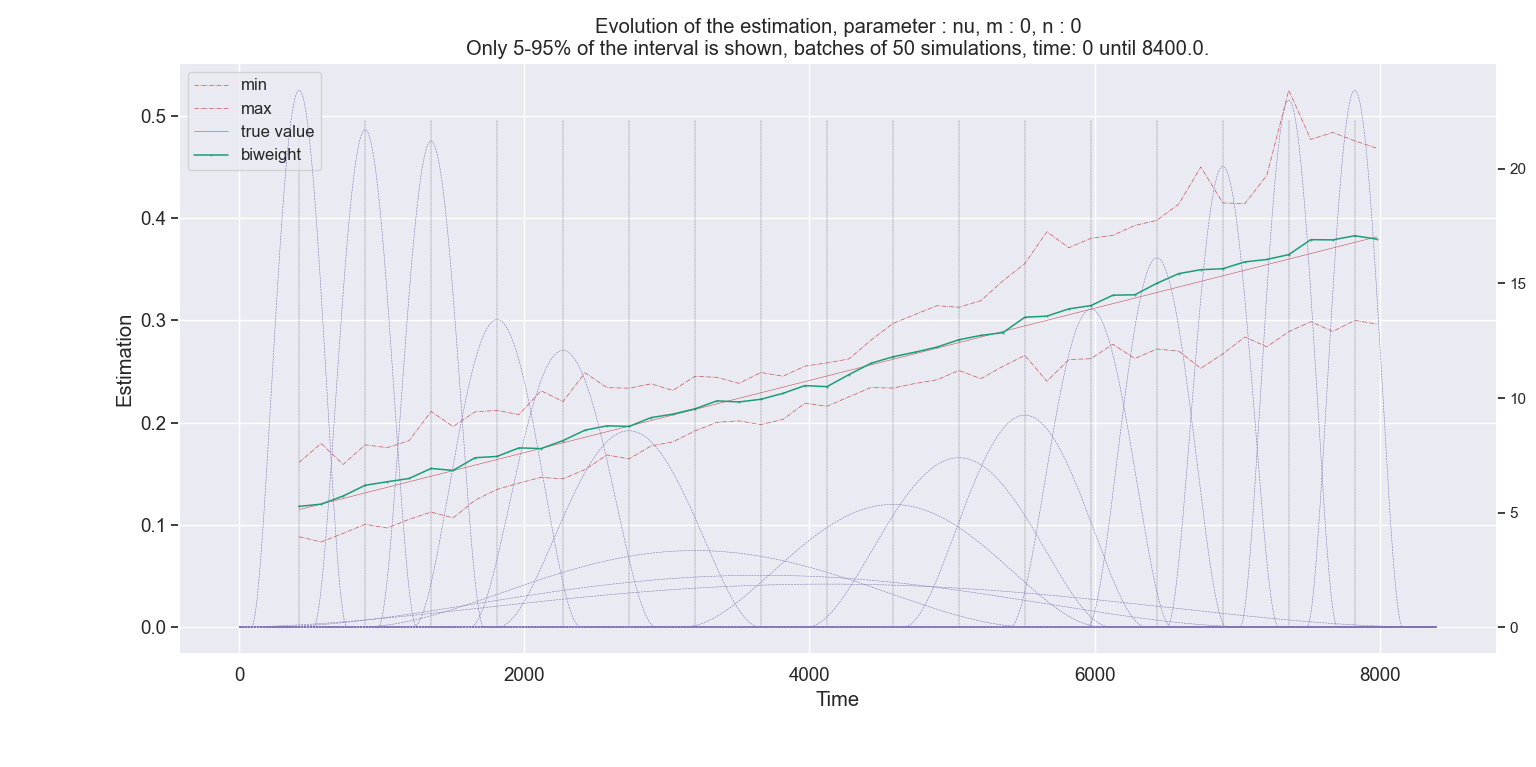 Evolution of the estimation, parameter : nu, m : 0, n : 0
Only 5-95% of the interval is shown, batches of 50 simulations, time: 0 until 8400.0.
min
max
true value
biweight
0.5
0.4
0.3
0.2
0.1
0.0
Estimation
20
15
10
5
0
0
2000
4000
6000
8000
Time